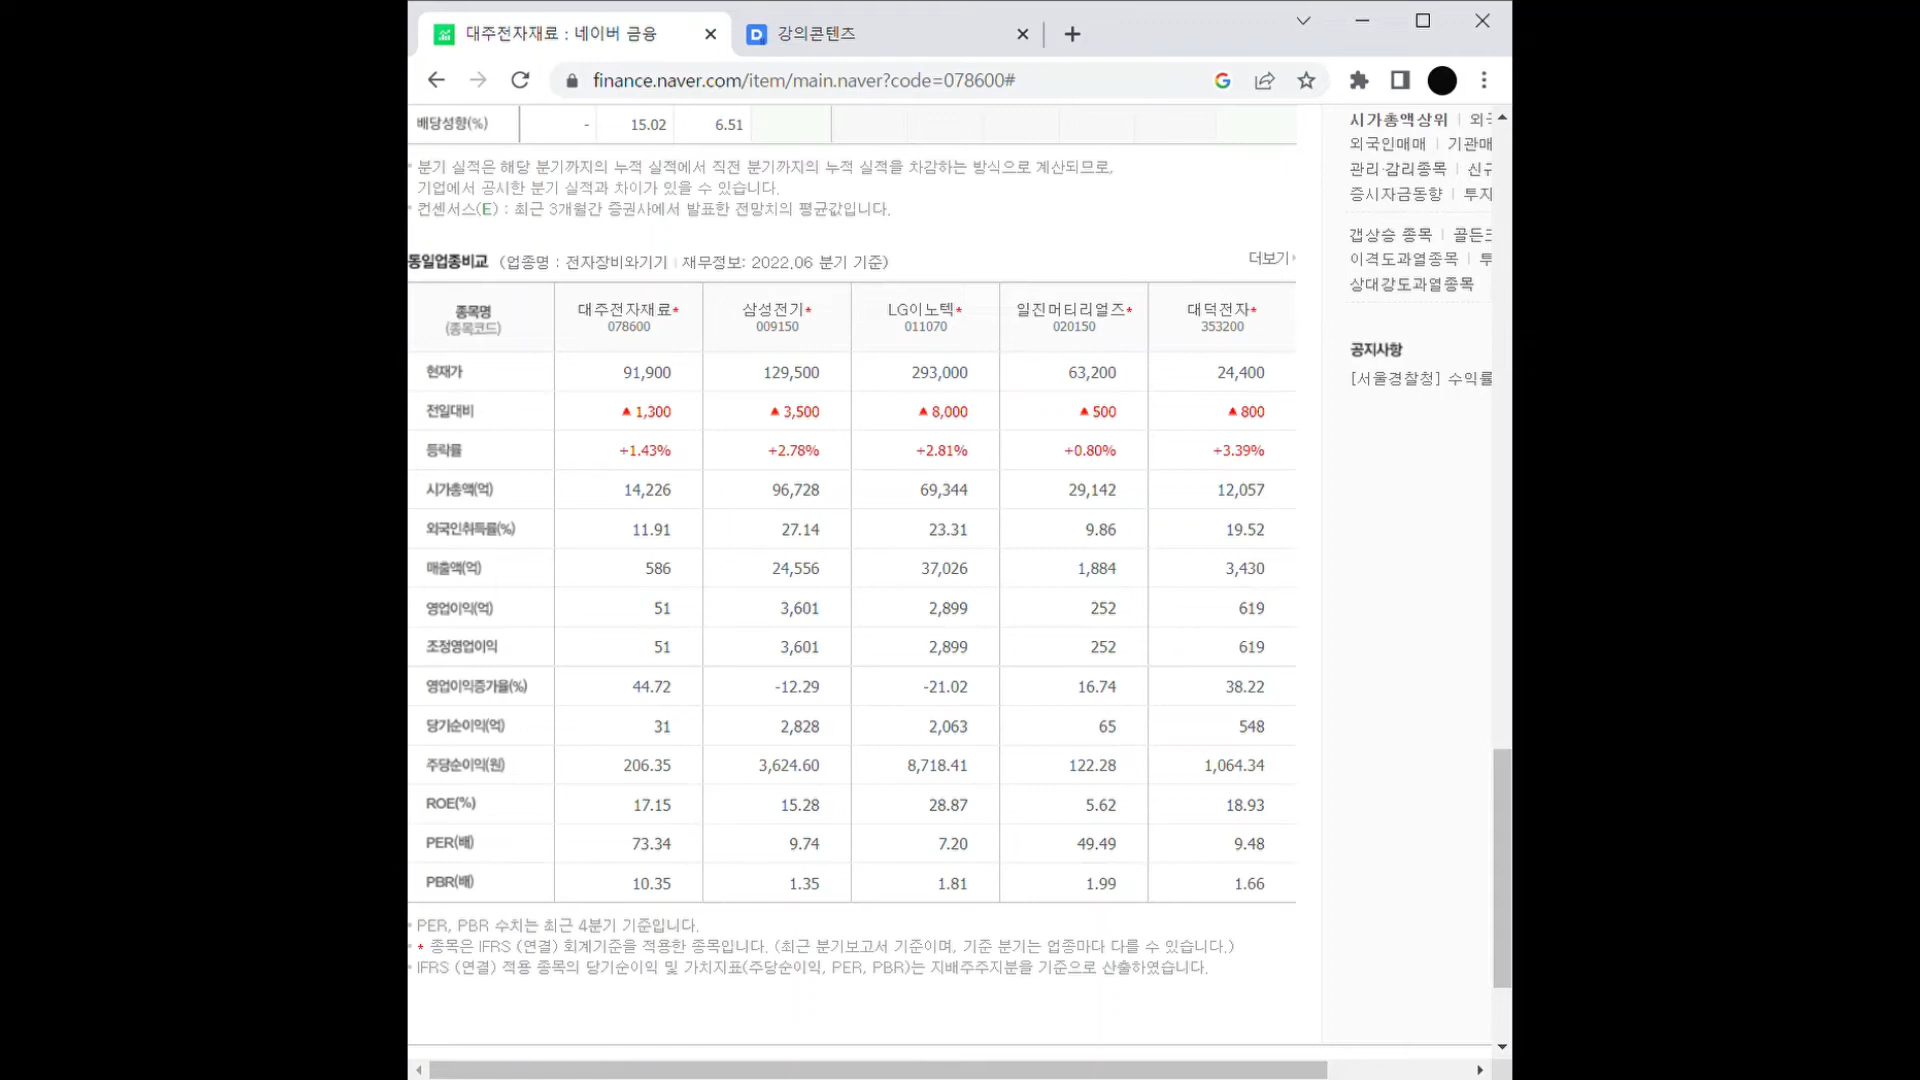 대주전자재료 : 네이버 금융
강의콘텐츠
finance.naver.com/item/main.naver?code=078600#
배당성향(%) - 15.02 6.51
분기 실적은 해당 분기까지의 누적 실적에서 직전 분기까지의 누적 실적을 차감하는 방식으로 계산되므로,
기업에서 공시한 분기 실적과 차이가 있을 수 있습니다.
컨센서스(E) : 최근 3개월간 증권사에서 발표한 전망치의 평균값입니다.
동일업종비교 (업종명 : 전자장비와기기 | 재무정보: 2022.06 분기 기준) 더보기
종목명 대주전자재료* 삼성전기* LG이노텍* 일진머티리얼즈* 대덕전자*
(종목코드) 078600 009150 011070 020150 353200
현재가 91,900 129,500 293,000 63,200 24,400
전일대비 ▲1,300 ▲3,500 ▲8,000 ▲500 ▲800
등락률 +1.43% +2.78% +2.81% +0.80% +3.39%
시가총액(억) 14,226 96,728 69,344 29,142 12,057
외국인취득률(%) 11.91 27.14 23.31 9.86 19.52
매출액(억) 586 24,556 37,026 1,884 3,430
영업이익(억) 51 3,601 2,899 252 619
조정영업이익 51 3,601 2,899 252 619
영업이익증가율(%) 44.72 -12.29 -21.02 16.74 38.22
당기순이익(억) 31 2,828 2,063 65 548
주당순이익(원) 206.35 3,624.60 8,718.41 122.28 1,064.34
ROE(%) 17.15 15.28 28.87 5.62 18.93
PER(배) 73.34 9.74 7.20 49.49 9.48
PBR(배) 10.35 1.35 1.81 1.99 1.66
PER, PBR 수치는 최근 4분기 기준입니다.
* 종목은 IFRS (연결) 회계기준을 적용한 종목입니다. (최근 분기보고서 기준이며, 기준 분기는 업종마다 다를 수 있습니다.)
IFRS (연결) 적용 종목의 당기순이익 및 가치지표(주당순이익, PER, PBR)는 지배주주지분을 기준으로 산출하였습니다.
시가총액상위 |
외국인매매 | 기관매
관리·감리종목 | 신규
증시자금동향 | 투자
갭상승 종목 | 골든
이격도과열종목 | 투
상대강도과열종목
공지사항
[서울경찰청] 수익률